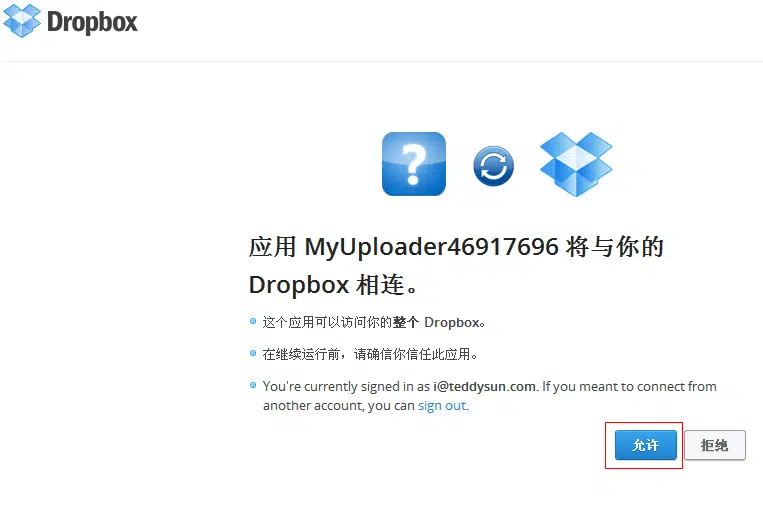 Dropbox
?
应用 MyUploader46917696 将与你的
Dropbox 相连。
这个应用可以访问你的整个 Dropbox。
在继续运行前，请确信你信任此应用。
You're currently signed in as i@teddysun.com. If you meant to connect from
another account, you can sign out.
允许 拒绝